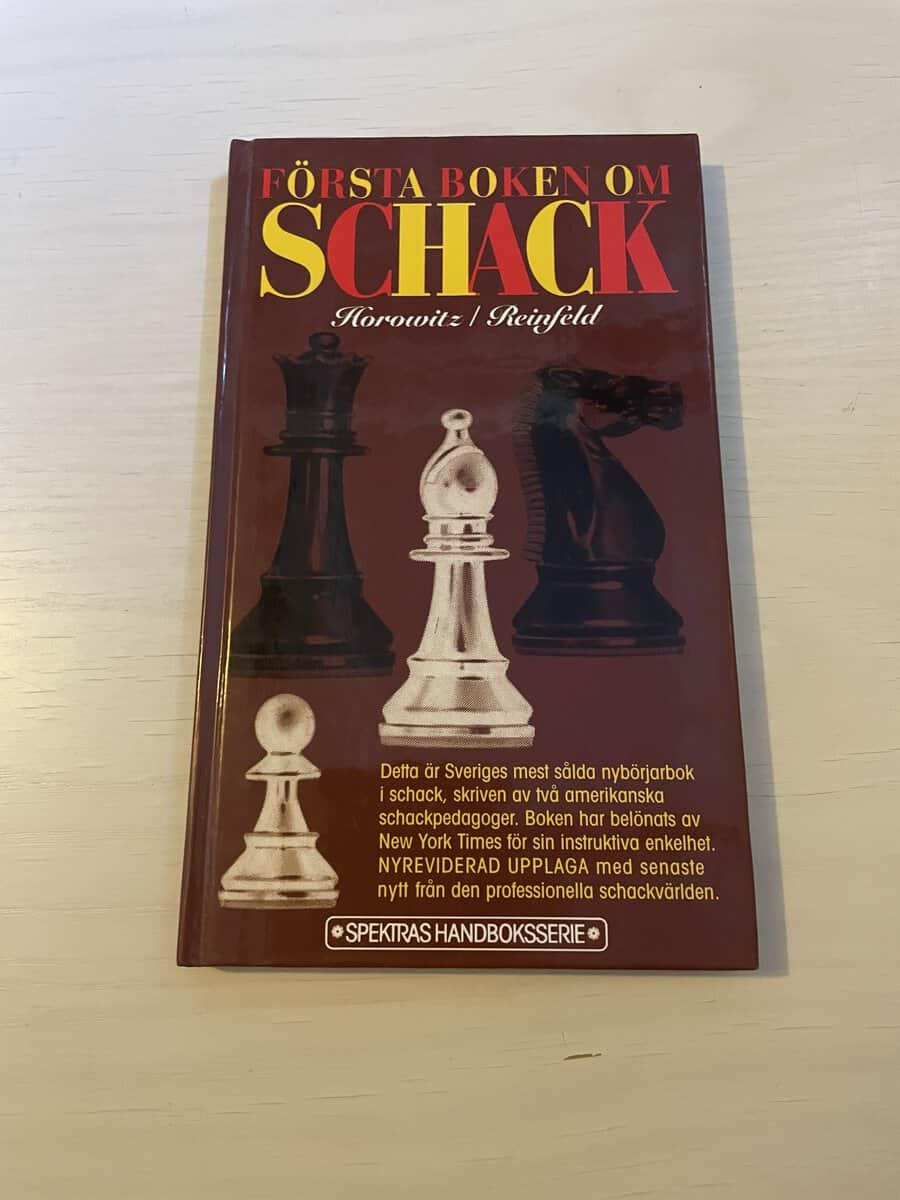 FÖRSTA BOKEN OM
SCHACK
Horowitz / Reinfeld
Detta är Sveriges mest sålda nybörjarbok
i schack, skriven av två amerikanska
schackpedagoger. Boken har belönats av
New York Times för sin instruktiva enkelhet.
NYREVIDERAD UPPLAGA med senaste
nytt från den professionella schackvärlden.
SPEKTRAS HANDBOKSSERIE